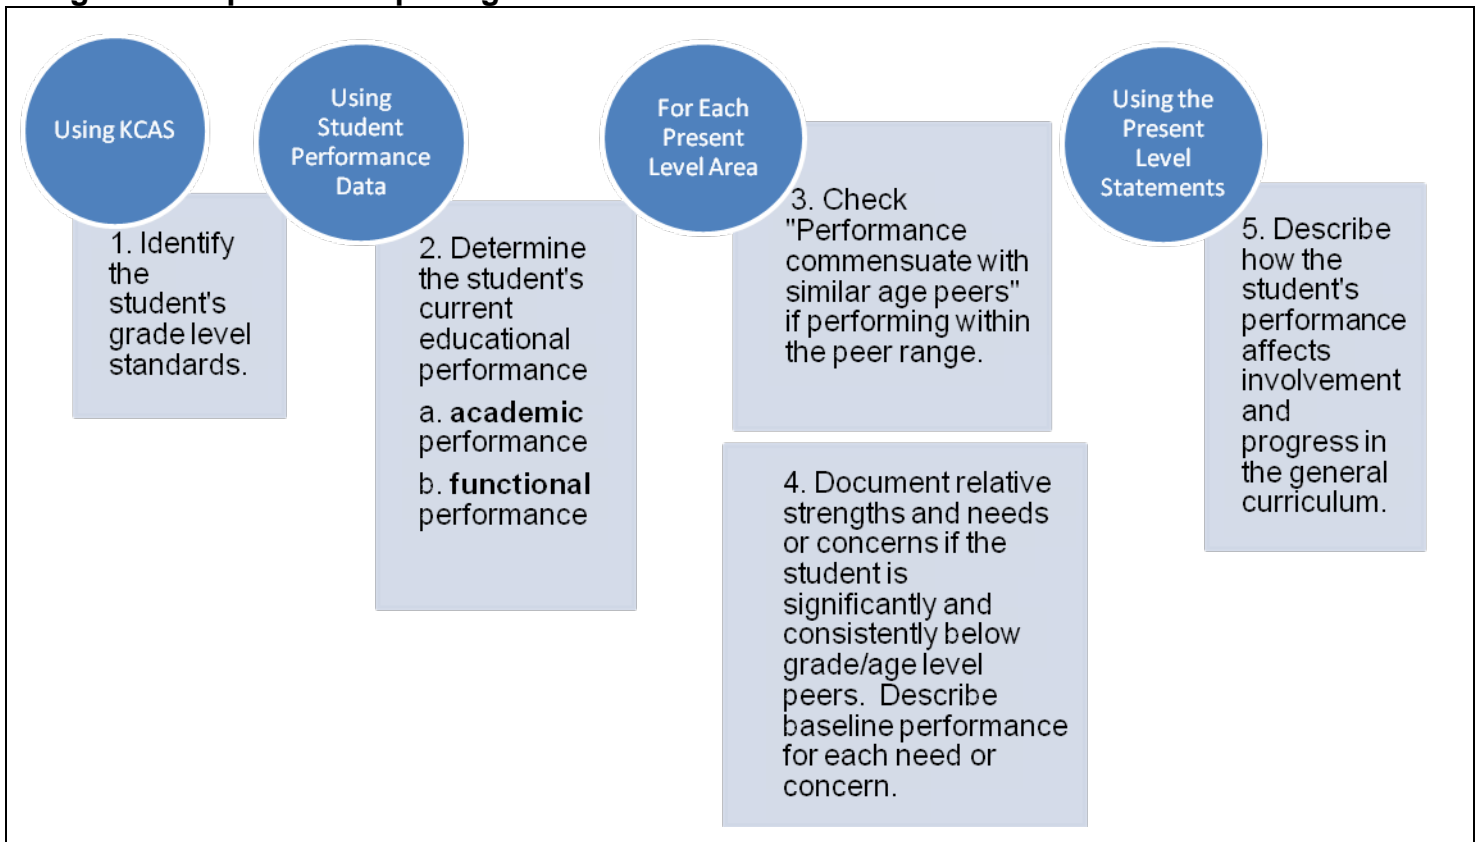 Using KCAS
1. Identify
the
student's
grade level
standards.
Using
Student
Performance
Data
2. Determine
the student's
current
educational
performance
a. academic
performance
b. functional
performance
For Each
Present
Level Area
3. Check
"Performance
commensuate with
similar age peers"
if performing within
the peer range.
4. Document relative
strengths and needs
or concerns if the
student is
significantly and
consistently below
grade/age level
peers. Describe
baseline performance
for each need or
concern.
Using the
Present
Level
Statements
5. Describe
how the
student's
performance
affects
involvement
and
progress in
the general
curriculum.